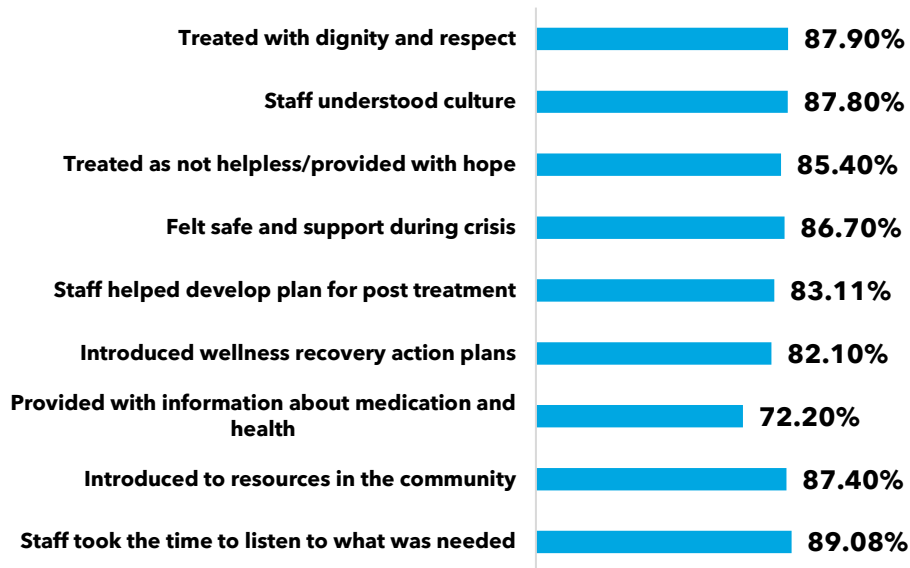 Treated with dignity and respect 87.90%
Staff understood culture 87.80%
Treated as not helpless/provided with hope 85.40%
Felt safe and support during crisis 86.70%
Staff helped develop plan for post treatment 83.11%
Introduced wellness recovery action plans 82.10%
Provided with information about medication and
health 72.20%
Introduced to resources in the community 87.40%
Staff took the time to listen to what was needed 89.08%